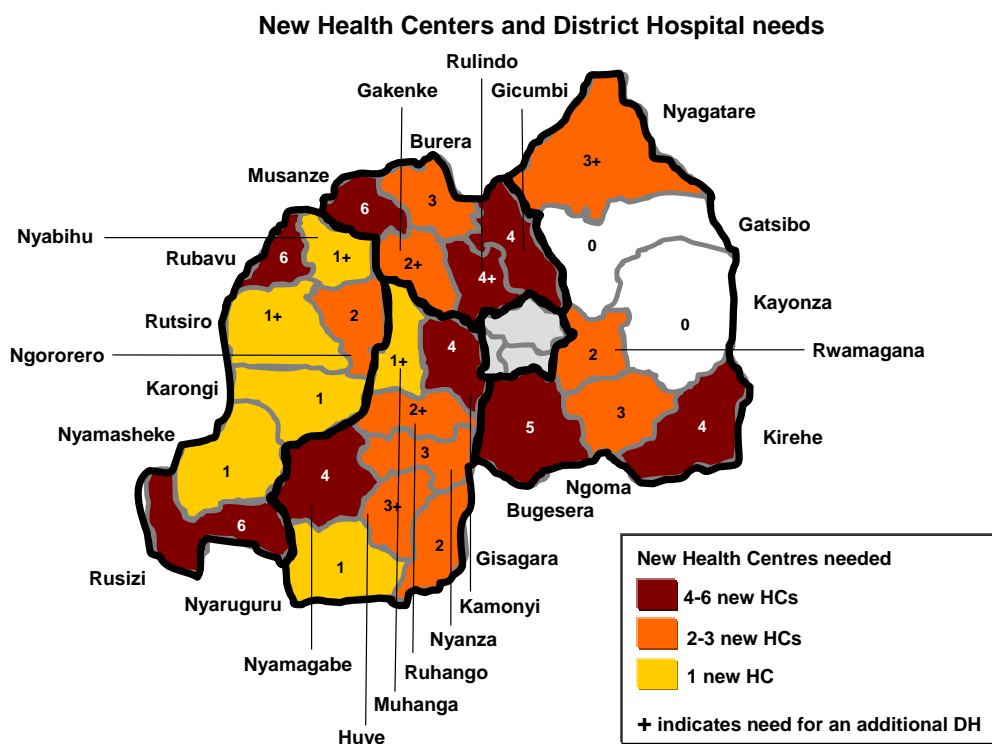 New Health Centers and District Hospital needs
Rulindo
Gakenke
Gicumbi
Nyagatare
Burera
3+
Musanze
6
3
Gatsibo
Nyabihu
4
0
Rubavu
6
1+
2+
4+
Kayonza
Rutsiro
1+
2
0
4
Rwamagana
Ngororero
1+
2
Karongi
1
2+
3
Nyamasheke
5
4
Kirehe
3
1
4
Ngoma
3+
Bugesera
6
2
Gisagara
Rusizi
1
Nyaruguru
Kamonyi
Nyanza
Nyamagabe
Ruhango
Muhanga
Huve
New Health Centres needed
4-6 new HCs
2-3 new HCs
1 new HC
+ indicates need for an additional DH